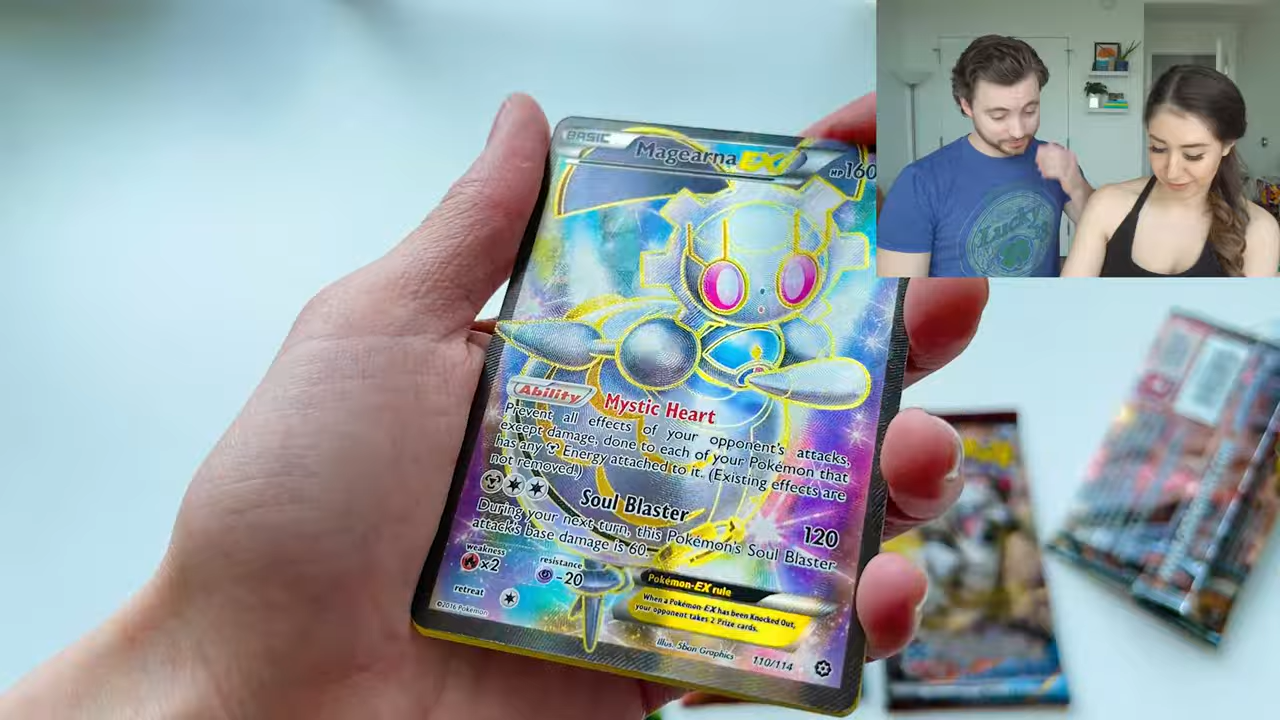 BASIC
Magearna EX
HP160
Ability Mystic Heart
Prevent all effects of your opponent's attacks,
except damage, done to each of your Pokémon that
has any Energy attached to it. (Existing effects are
not removed.)
Soul Blaster 120
During your next turn, this Pokémon's Soul Blaster
attack's base damage is 60.
weakness
x2
resistance
-20
retreat
Pokémon-EX rule
When a Pokémon-EX has been Knocked Out,
your opponent takes 2 Prize cards.
©2016 Pokémon
Illus. 5ban Graphics
110/114
Lucky